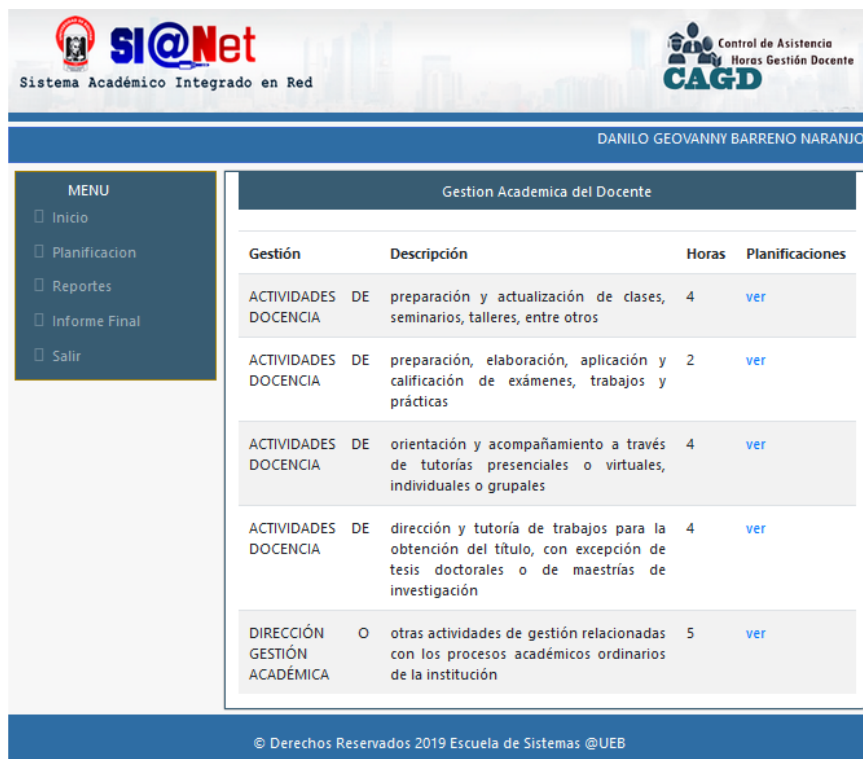 SI@Net
Sistema Académico Integrado en Red
Control de Asistencia
Horas Gestión Docente
CAGD
DANILO GEOVANNY BARRENO NARANJO
MENU
Inicio
Planificacion
Reportes
Informe Final
Salir
Gestion Academica del Docente
Gestión Descripción Horas Planificaciones
ACTIVIDADES DE preparación y actualización de clases, 4 ver
DOCENCIA seminarios, talleres, entre otros
ACTIVIDADES DE preparación, elaboración, aplicación y 2 ver
DOCENCIA calificación de exámenes, trabajos y
prácticas
ACTIVIDADES DE orientación y acompañamiento a través 4 ver
DOCENCIA de tutorías presenciales o virtuales,
individuales o grupales
ACTIVIDADES DE dirección y tutoría de trabajos para la 4 ver
DOCENCIA obtención del título, con excepción de
tesis doctorales o de maestrías de
investigación
DIRECCIÓN O otras actividades de gestión relacionadas 5 ver
GESTIÓN con los procesos académicos ordinarios
ACADÉMICA de la institución
© Derechos Reservados 2019 Escuela de Sistemas @UEB